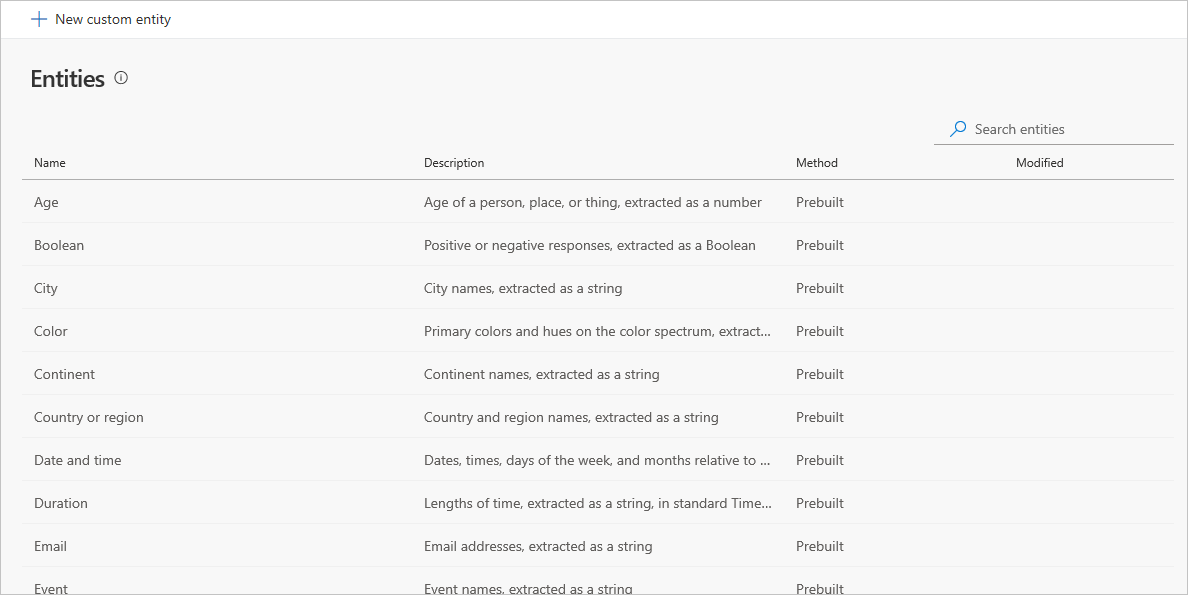 New custom entity
Entities
Search entities
Name Description Method Modified
Age Age of a person, place, or thing, extracted as a number Prebuilt
Boolean Positive or negative responses, extracted as a Boolean Prebuilt
City City names, extracted as a string Prebuilt
Color Primary colors and hues on the color spectrum, extract... Prebuilt
Continent Continent names, extracted as a string Prebuilt
Country or region Country and region names, extracted as a string Prebuilt
Date and time Dates, times, days of the week, and months relative to ... Prebuilt
Duration Lengths of time, extracted as a string, in standard Time... Prebuilt
Email Email addresses, extracted as a string Prebuilt
Event Event names, extracted as a string Prebuilt